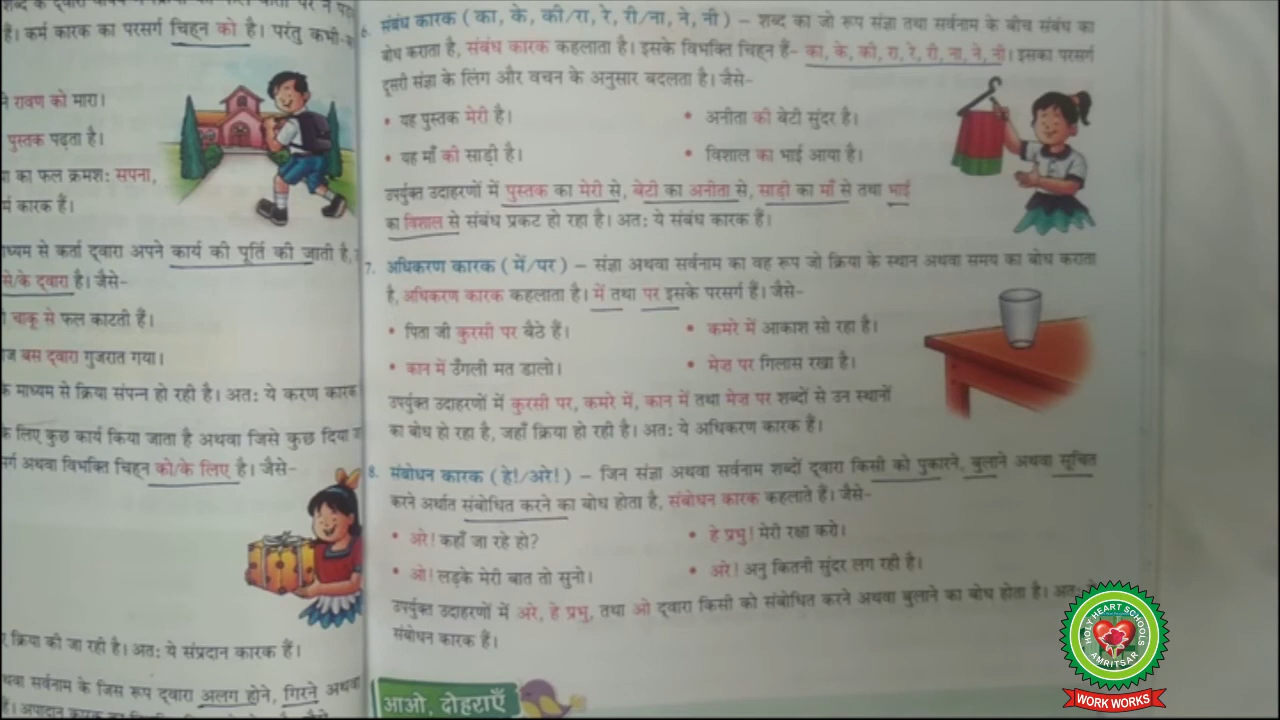 शब्द के द्वारा
है। कर्म कारक का परसर्ग चिह्न को है। परंतु कभी-
ने रावण को मारा।
पुस्तक पढ़ता है।
का फल क्रमश: सपना,
र्म कारक हैं।
ध्यम से कर्ता द्वारा अपने कार्य की पूर्ति की जाती है,
से/के द्वारा है। जैसे–
चाकू से फल काटती हैं।
बस द्वारा गुजरात गया।
के माध्यम से क्रिया संपन्न हो रही है। अत: ये करण कारक
के लिए कुछ कार्य किया जाता है अथवा जिसे कुछ दिया
सर्ग अथवा विभक्ति चिह्न को/के लिए है। जैसे–
क्रिया की जा रही है। अत: ये संप्रदान कारक हैं।
थवा सर्वनाम के जिस रूप द्वारा अलग होने, गिरने अथवा
6. संबंध कारक ( का, के, की/रा, रे, री/ना, ने, नी ) – शब्द का जो रूप संज्ञा तथा सर्वनाम के बीच संबंध का
बोध कराता है, संबंध कारक कहलाता है। इसके विभक्ति चिह्न हैं– का, के, की, रा, रे, री, ना, ने, नी। इसका परसर्ग
दूसरी संज्ञा के लिंग और वचन के अनुसार बदलता है। जैसे–
• यह पुस्तक मेरी है। • अनीता की बेटी सुंदर है।
• यह माँ की साड़ी है। • विशाल का भाई आया है।
उपर्युक्त उदाहरणों में पुस्तक का मेरी से, बेटी का अनीता से, साड़ी का माँ से तथा भाई
का विशाल से संबंध प्रकट हो रहा है। अत: ये संबंध कारक हैं।
7. अधिकरण कारक ( में/पर ) – संज्ञा अथवा सर्वनाम का वह रूप जो क्रिया के स्थान अथवा समय का बोध कराता
है, अधिकरण कारक कहलाता है। में तथा पर इसके परसर्ग हैं। जैसे–
• पिता जी कुरसी पर बैठे हैं। • कमरे में आकाश सो रहा है।
• कान में उँगली मत डालो। • मेज़ पर गिलास रखा है।
उपर्युक्त उदाहरणों में कुरसी पर, कमरे में, कान में तथा मेज़ पर शब्दों से उन स्थानों
का बोध हो रहा है, जहाँ क्रिया हो रही है। अत: ये अधिकरण कारक हैं।
8. संबोधन कारक ( हे!/अरे! ) – जिन संज्ञा अथवा सर्वनाम शब्दों द्वारा किसी को पुकारने, बुलाने अथवा सूचित
करने अर्थात संबोधित करने का बोध होता है, संबोधन कारक कहलाते हैं। जैसे–
• अरे! कहाँ जा रहे हो? • हे प्रभु! मेरी रक्षा करो।
• ओ! लड़के मेरी बात तो सुनो। • अरे! अनु कितनी सुंदर लग रही है।
उपर्युक्त उदाहरणों में अरे, हे प्रभु, तथा ओ द्वारा किसी को संबोधित करने अथवा बुलाने का बोध होता है। अत:
संबोधन कारक हैं।
आओ, दोहराएँ
HOLY HEART SCHOOLS
AMRITSAR
WORK WORKS